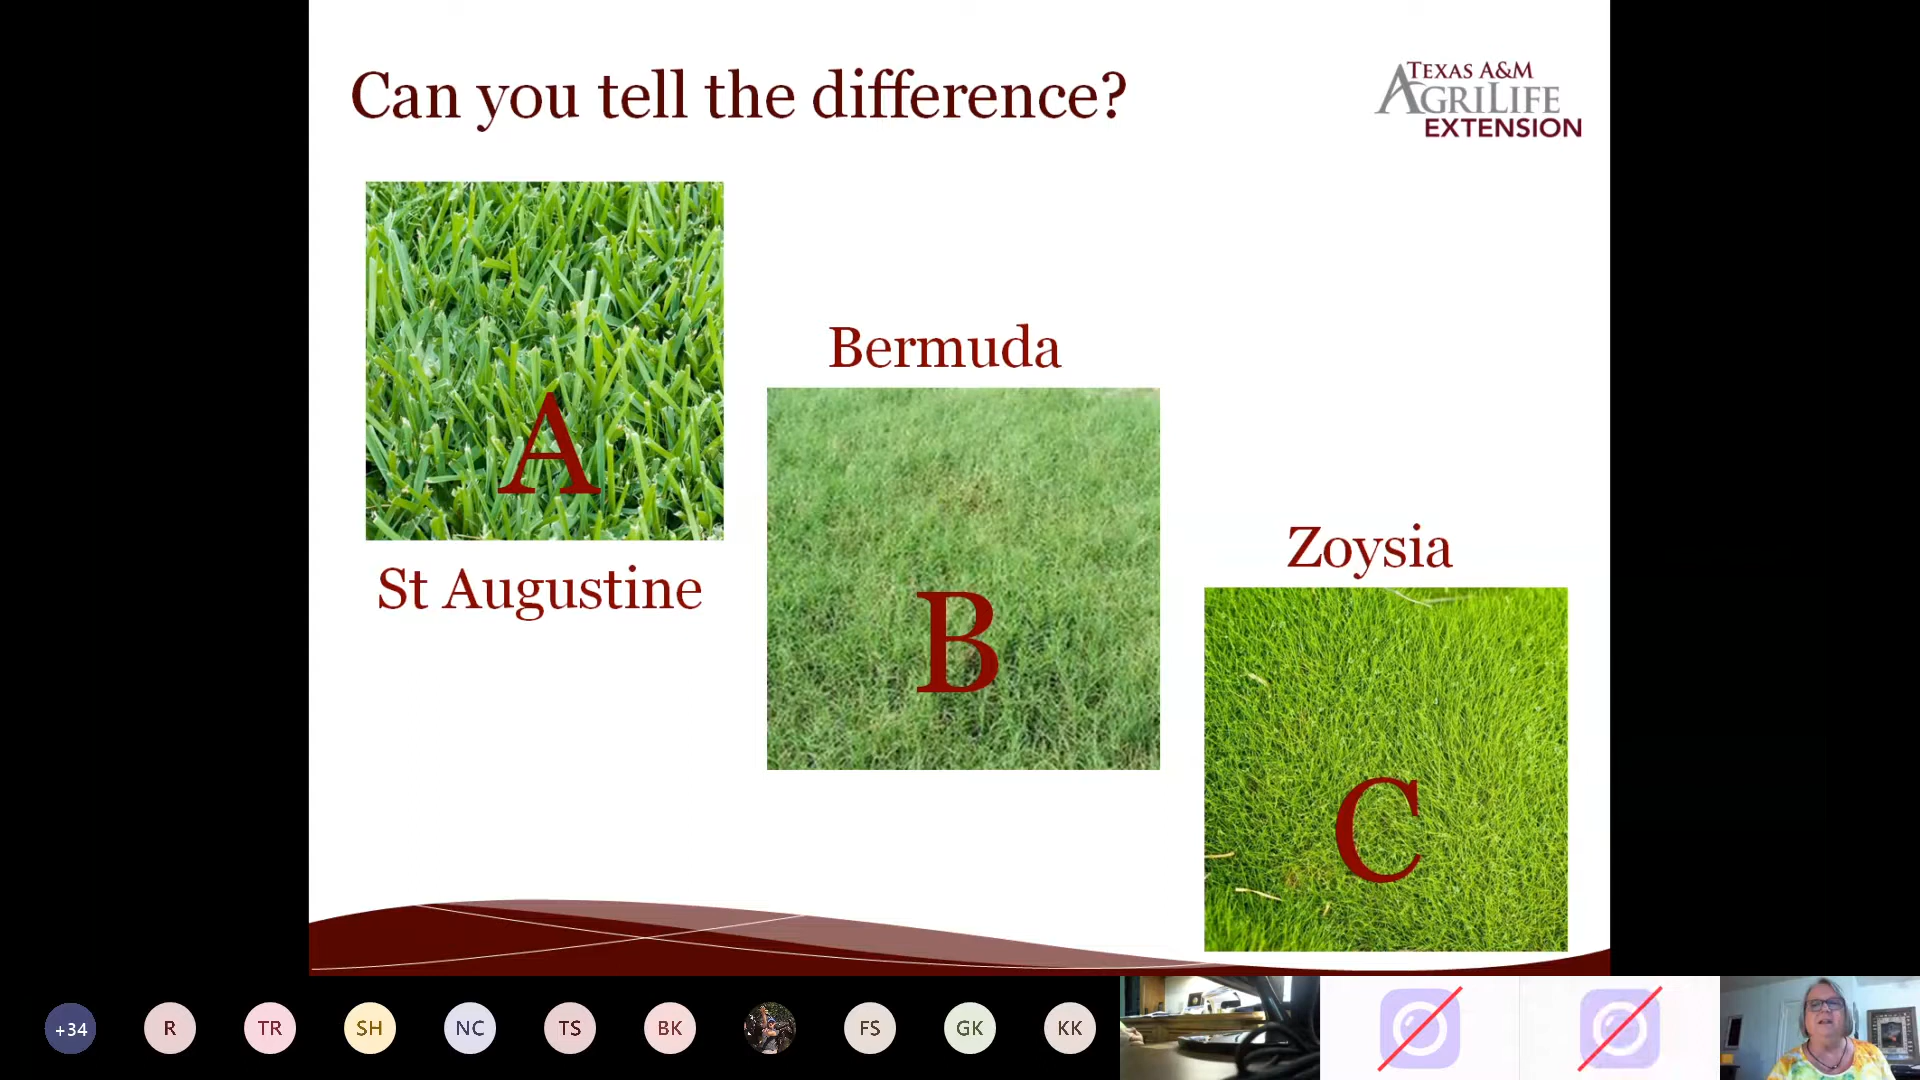 Can you tell the difference?
TEXAS A&M
AGRILIFE
EXTENSION
A
St Augustine
Bermuda
B
Zoysia
C
+34
R
TR
SH
NC
TS
BK
FS
GK
KK